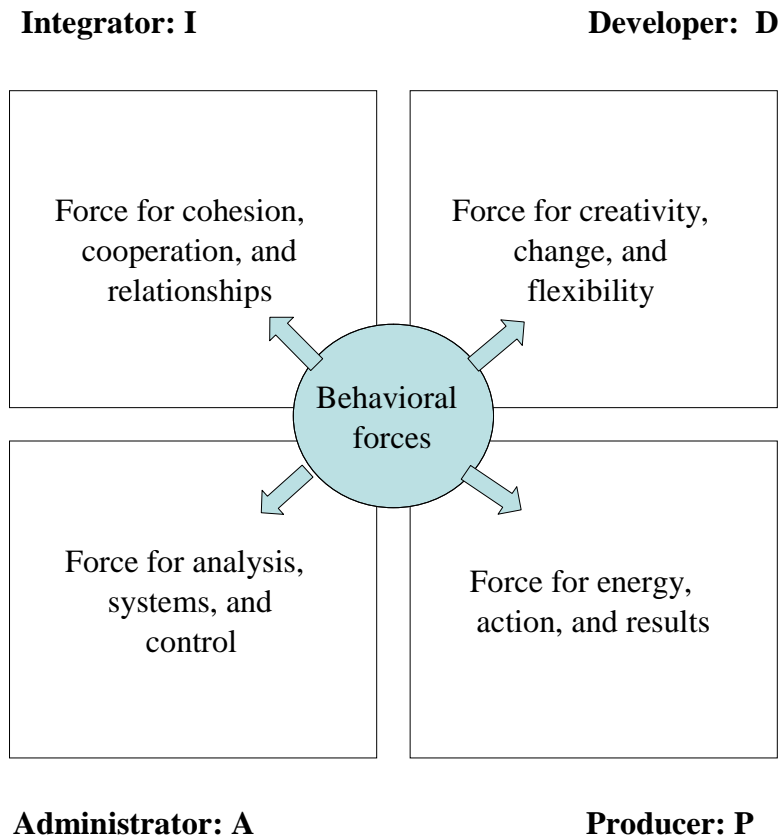 Integrator: I
Developer: D
Force for cohesion,
cooperation, and
relationships
Force for creativity,
change, and
flexibility
Behavioral
forces
Force for analysis,
systems, and
control
Force for energy,
action, and results
Administrator: A
Producer: P